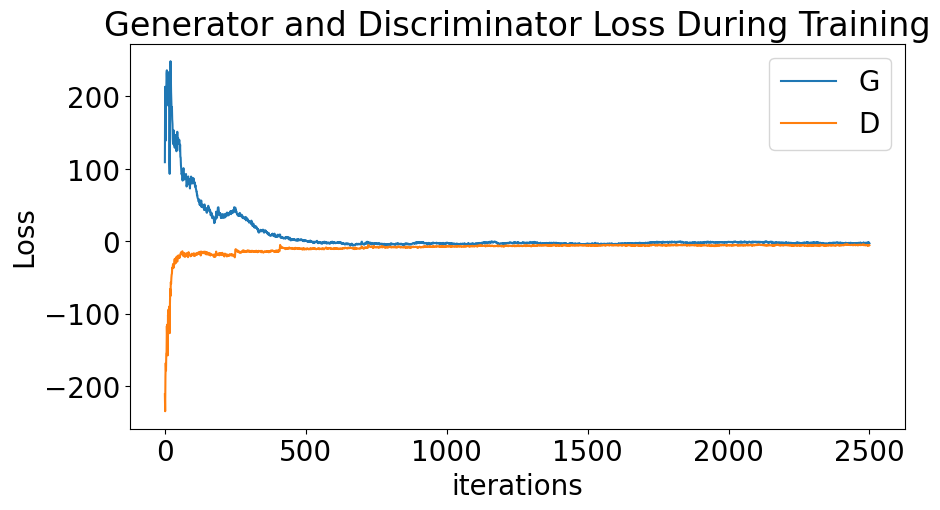 Generator and Discriminator Loss During Training
G
D
200
100
0
−100
−200
Loss
0 500 1000 1500 2000 2500
iterations